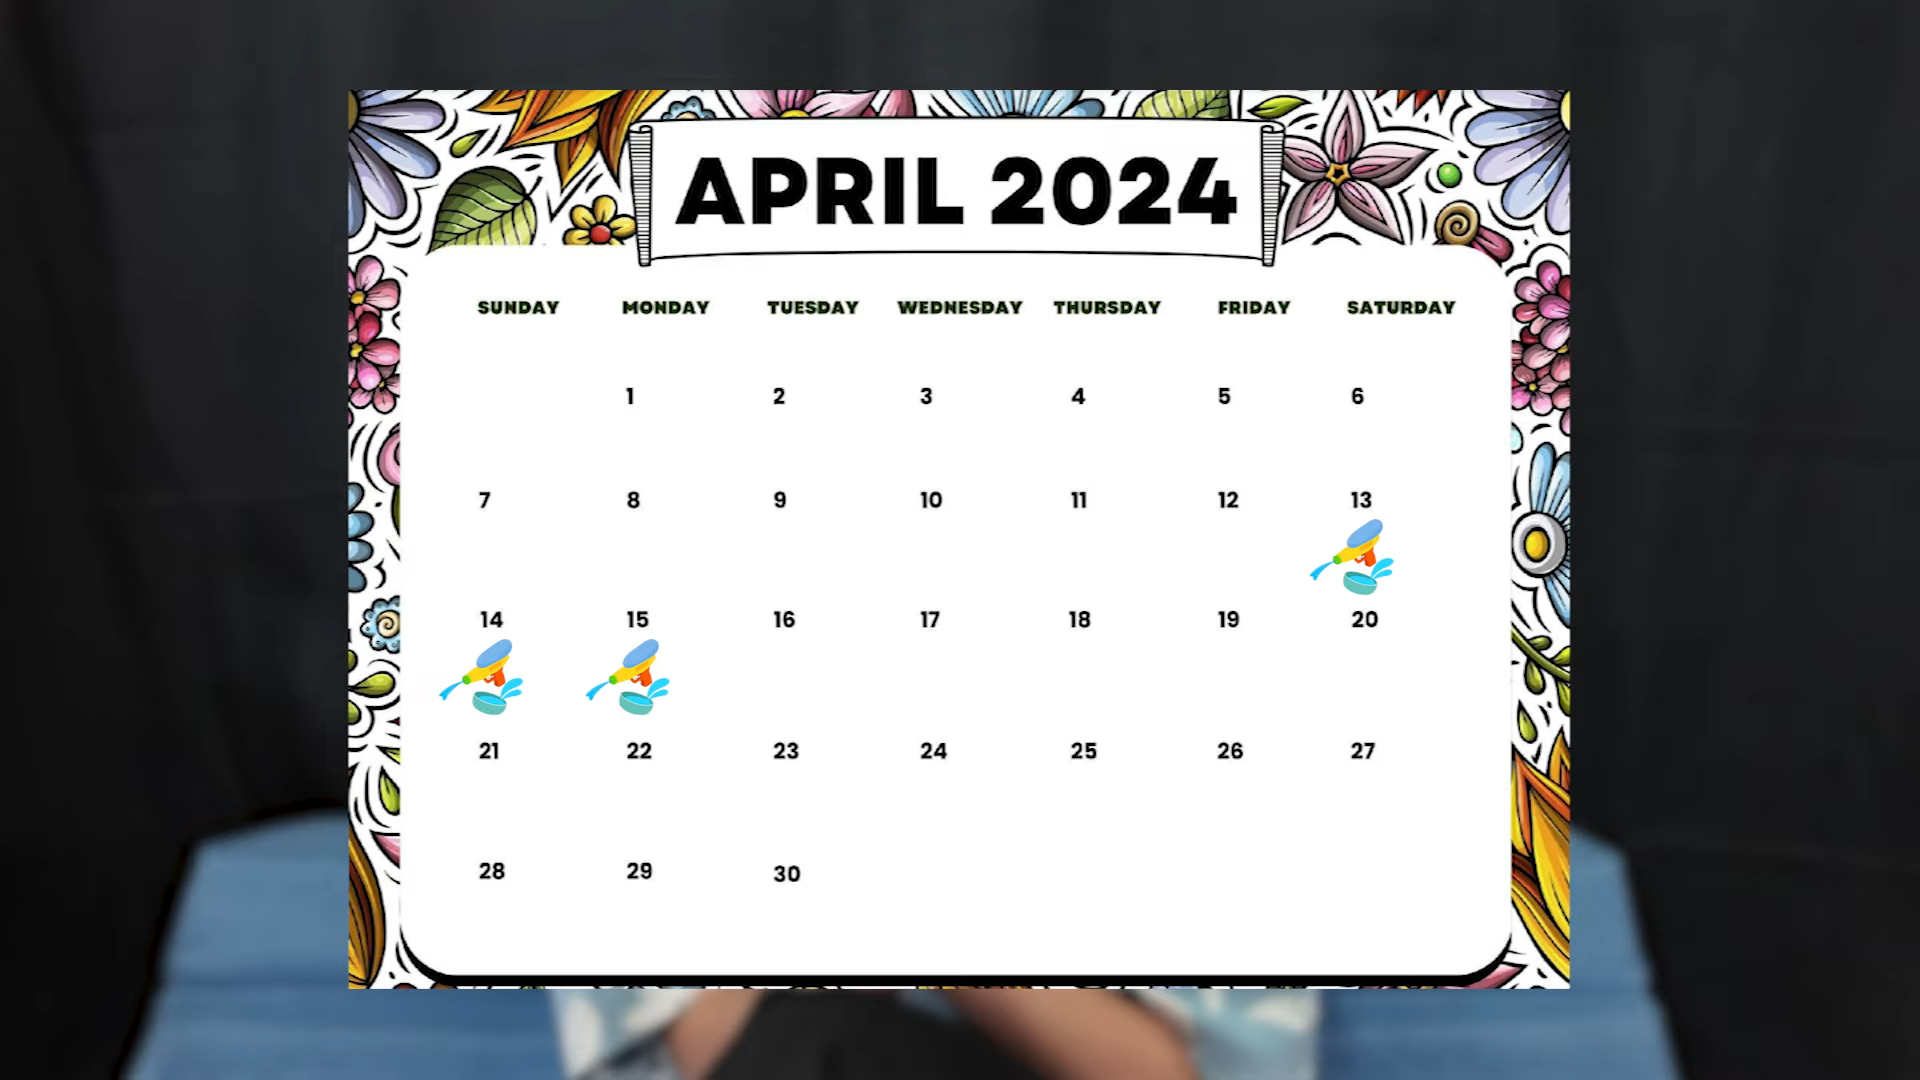 APRIL 2024
SUNDAY MONDAY TUESDAY WEDNESDAY THURSDAY FRIDAY SATURDAY
1 2 3 4 5 6
7 8 9 10 11 12 13
14 15 16 17 18 19 20
21 22 23 24 25 26 27
28 29 30